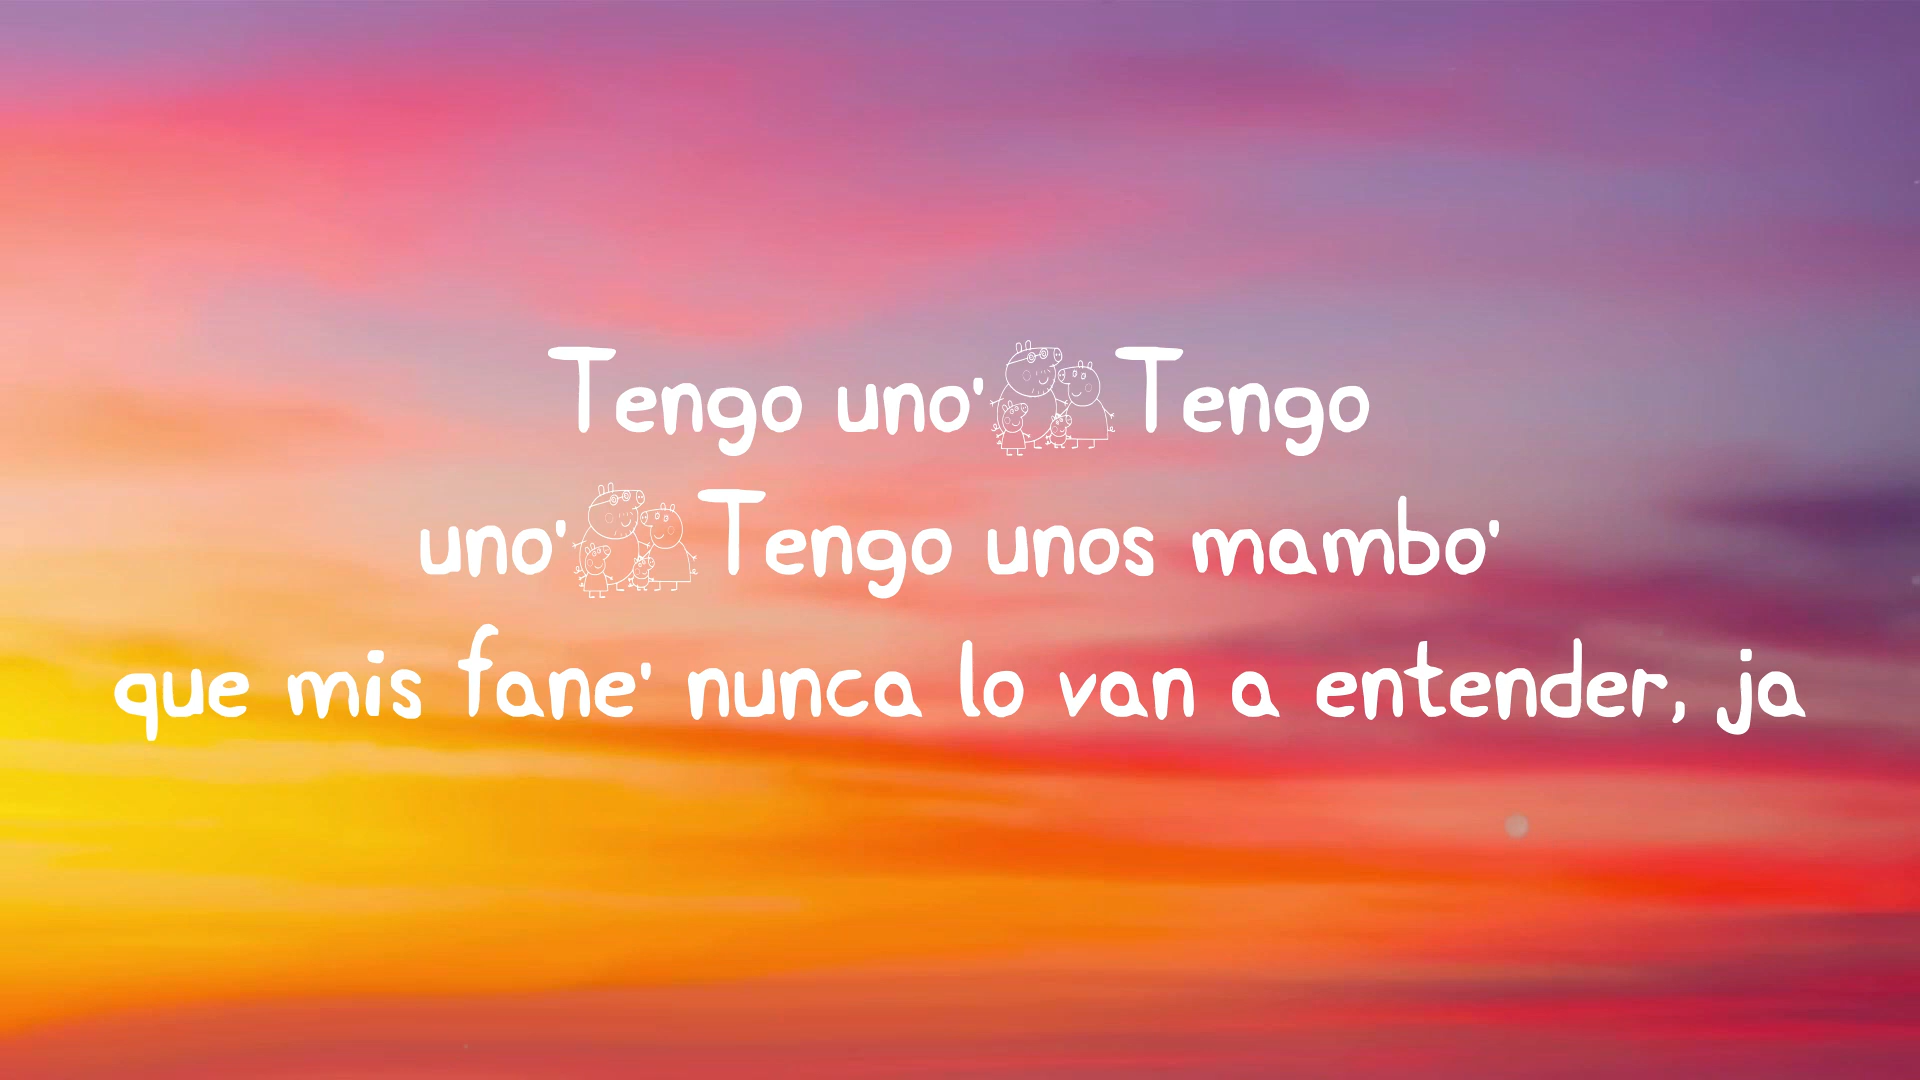 Tengo uno' Tengo
uno' Tengo unos mambo'
que mis fane' nunca lo van a entender, ja